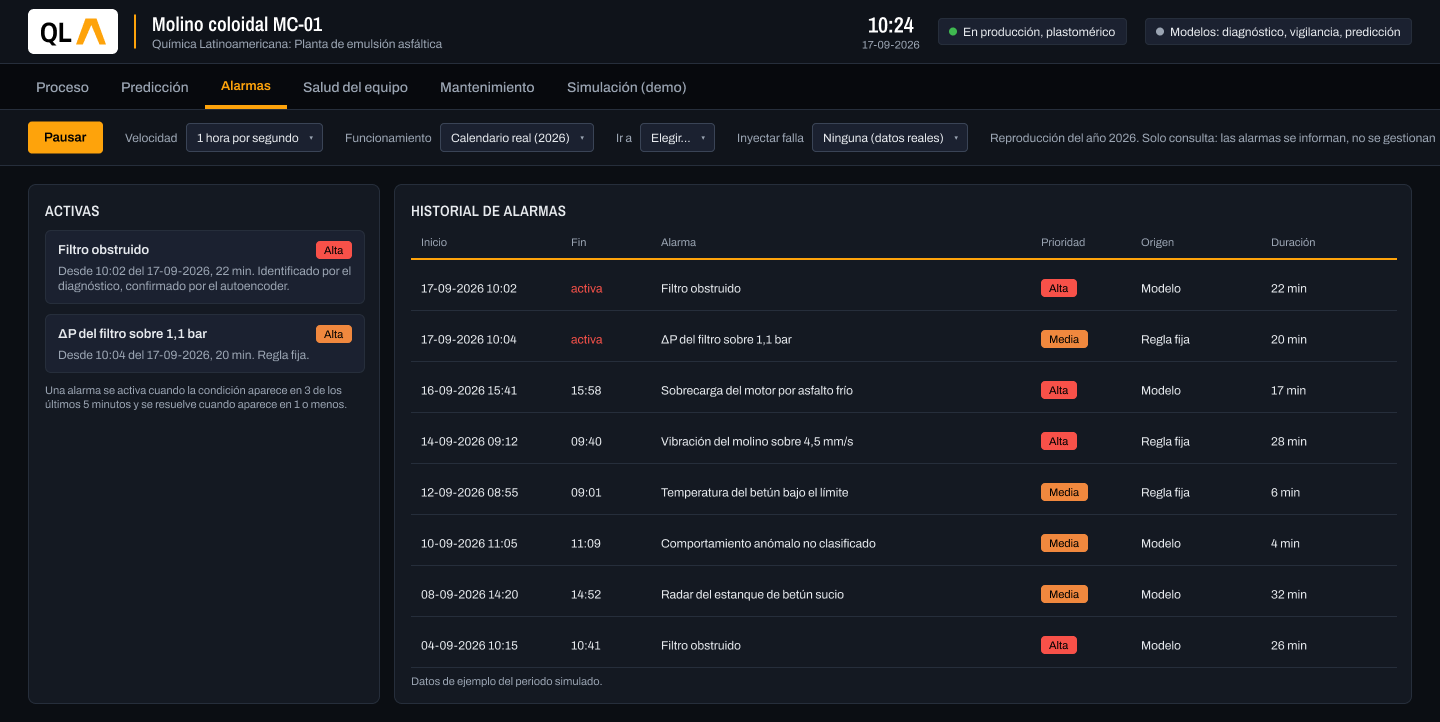 QL
Molino coloidal MC-01
Química Latinoamericana: Planta de emulsión asfáltica
10:24
17-09-2026
En producción, plastomérico
Modelos: diagnóstico, vigilancia, predicción
Proceso Predicción Alarmas Salud del equipo Mantenimiento Simulación (demo)
Pausar Velocidad 1 hora por segundo Funcionamiento Calendario real (2026) Ir a Elegir... Inyectar falla Ninguna (datos reales) Reproducción del año 2026. Solo consulta: las alarmas se informan, no se gestionan
ACTIVAS
Filtro obstruido Alta
Desde 10:02 del 17-09-2026, 22 min. Identificado por el
diagnóstico, confirmado por el autoencoder.
ΔP del filtro sobre 1,1 bar Alta
Desde 10:04 del 17-09-2026, 20 min. Regla fija.
Una alarma se activa cuando la condición aparece en 3 de los
últimos 5 minutos y se resuelve cuando aparece en 1 o menos.
HISTORIAL DE ALARMAS
Inicio Fin Alarma Prioridad Origen Duración
17-09-2026 10:02 activa Filtro obstruido Alta Modelo 22 min
17-09-2026 10:04 activa ΔP del filtro sobre 1,1 bar Media Regla fija 20 min
16-09-2026 15:41 15:58 Sobrecarga del motor por asfalto frío Alta Modelo 17 min
14-09-2026 09:12 09:40 Vibración del molino sobre 4,5 mm/s Alta Regla fija 28 min
12-09-2026 08:55 09:01 Temperatura del betún bajo el límite Media Regla fija 6 min
10-09-2026 11:05 11:09 Comportamiento anómalo no clasificado Media Modelo 4 min
08-09-2026 14:20 14:52 Radar del estanque de betún sucio Media Modelo 32 min
04-09-2026 10:15 10:41 Filtro obstruido Alta Modelo 26 min
Datos de ejemplo del periodo simulado.